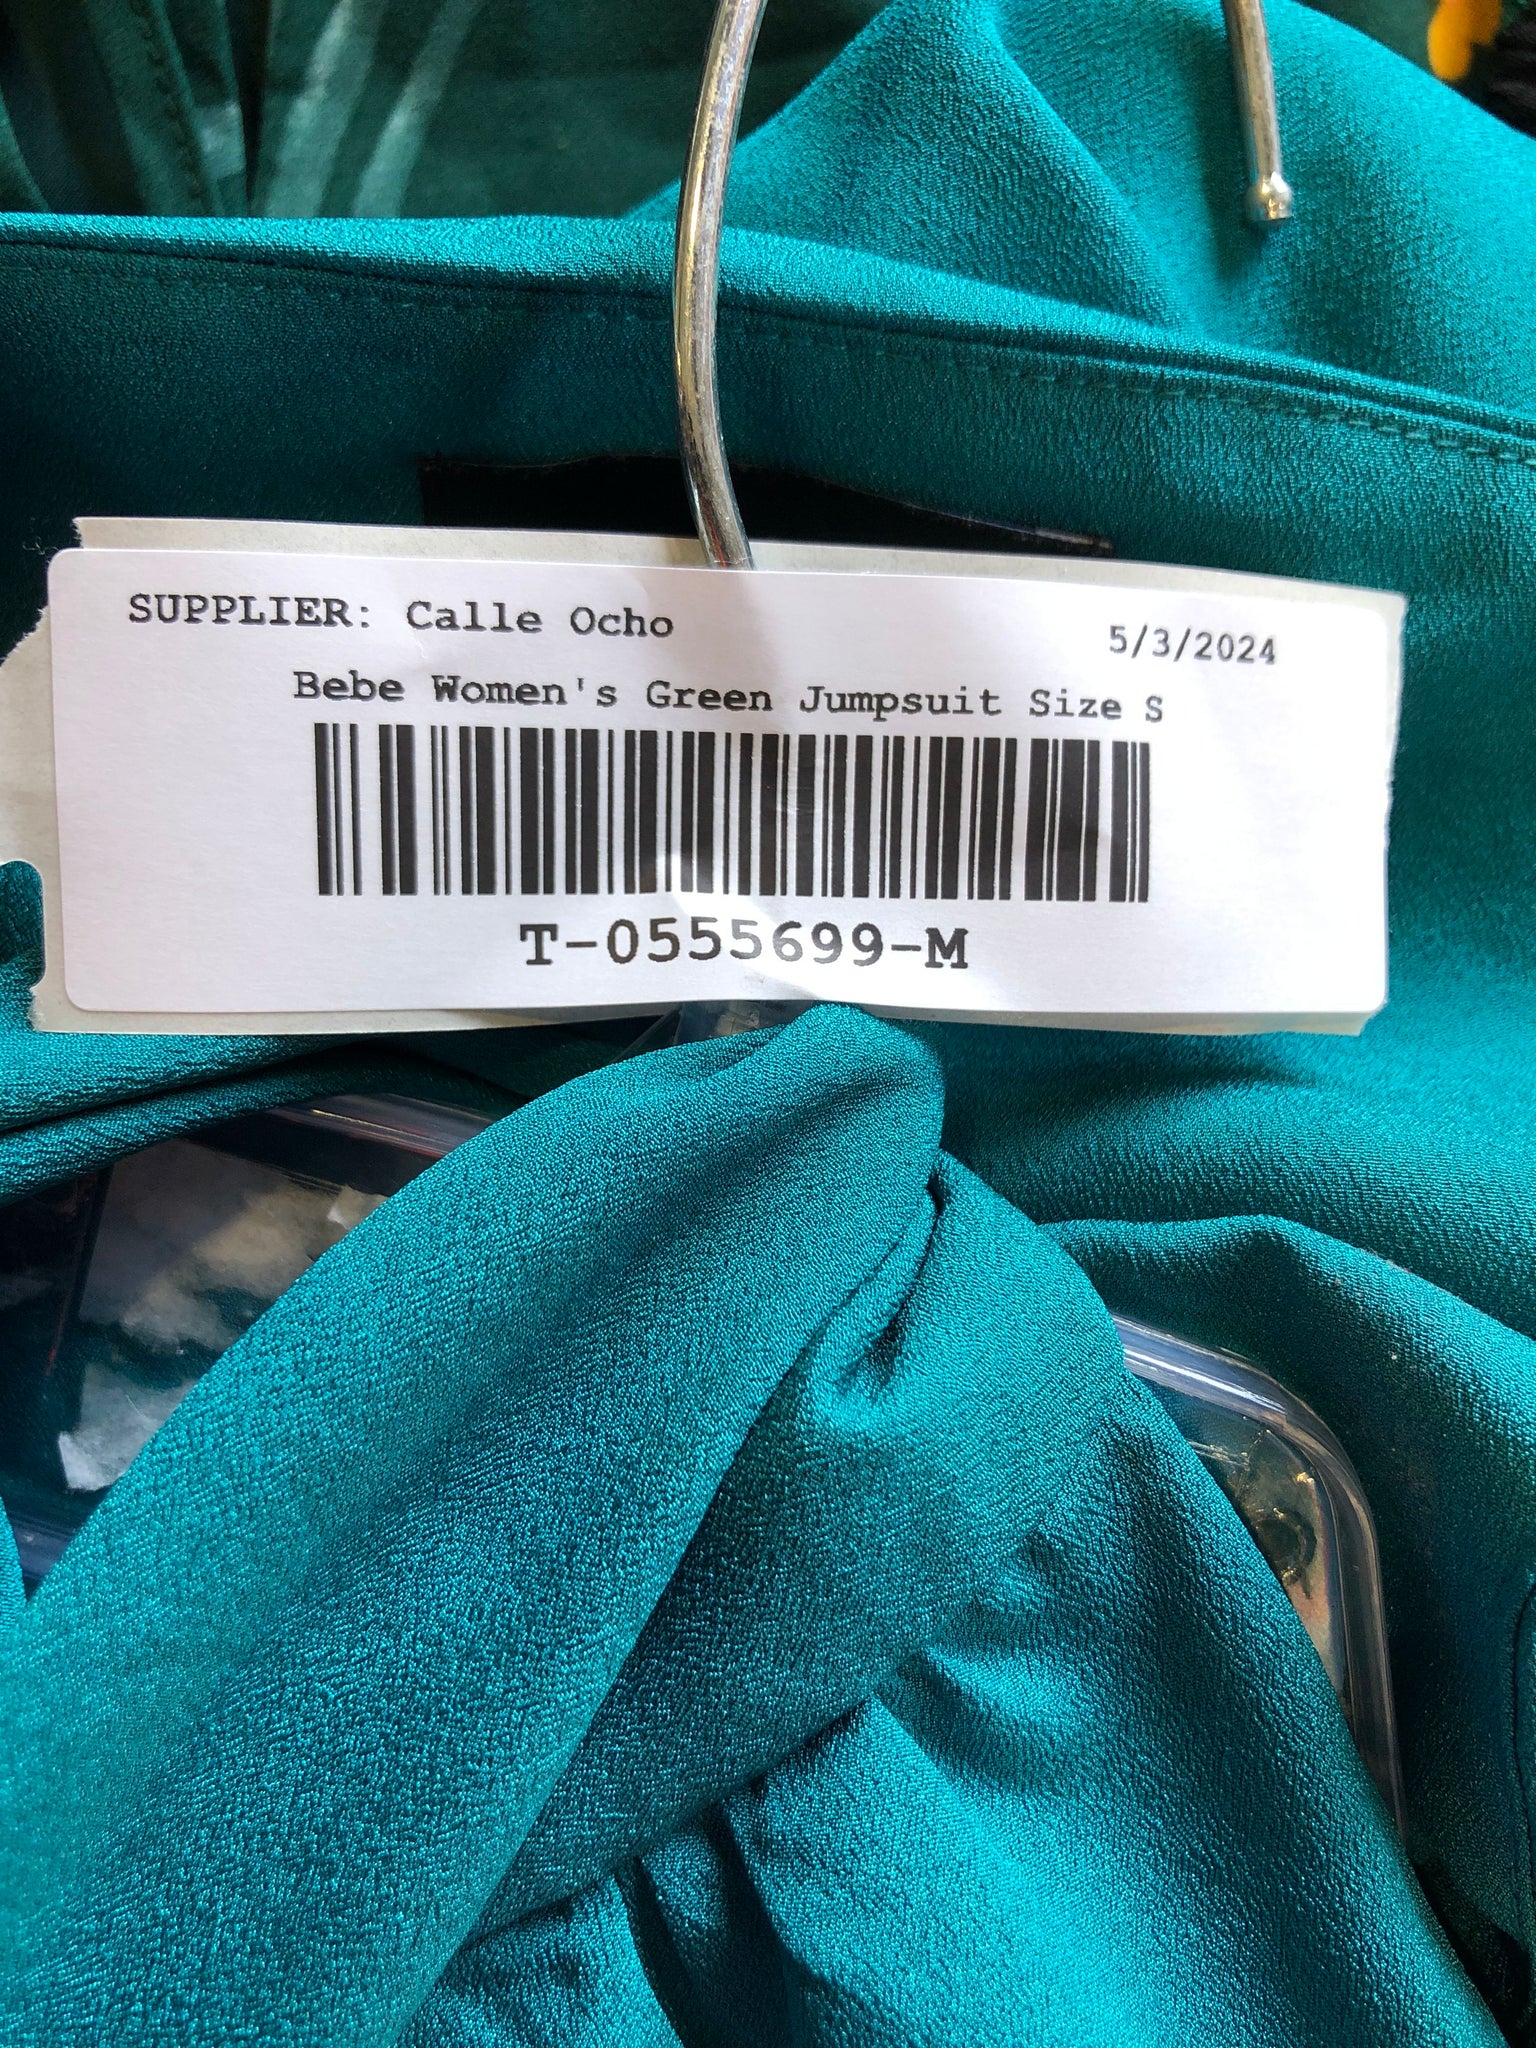 SUPPLIER: Calle Ocho
5/3/2024
Bebe Women's Green Jumpsuit Size S
T-0555699-M